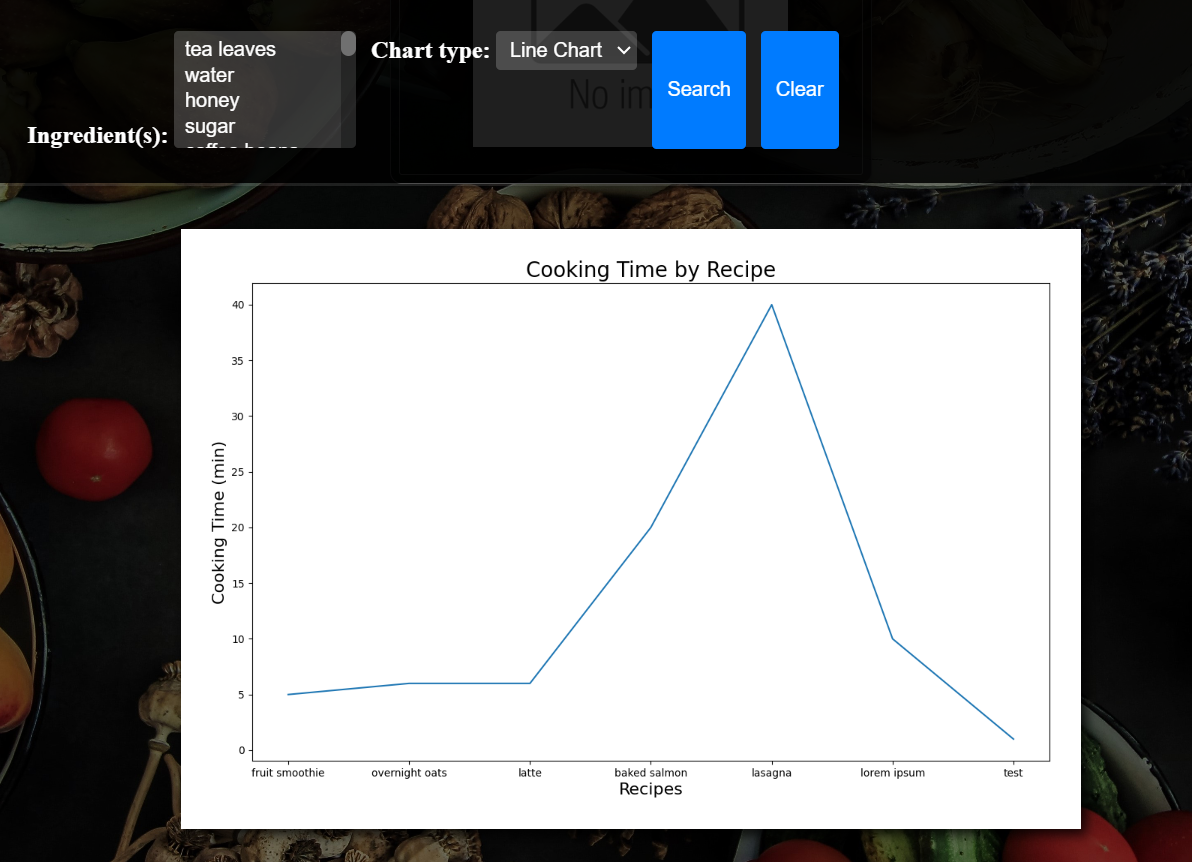 tea leaves
water
honey
sugar
coffee beans
Ingredient(s):
Chart type:
Line Chart
Search
Clear
No im
Cooking Time by Recipe
Cooking Time (min)
40
35
30
25
20
15
10
5
0
fruit smoothie
overnight oats
latte
baked salmon
lasagna
lorem ipsum
test
Recipes